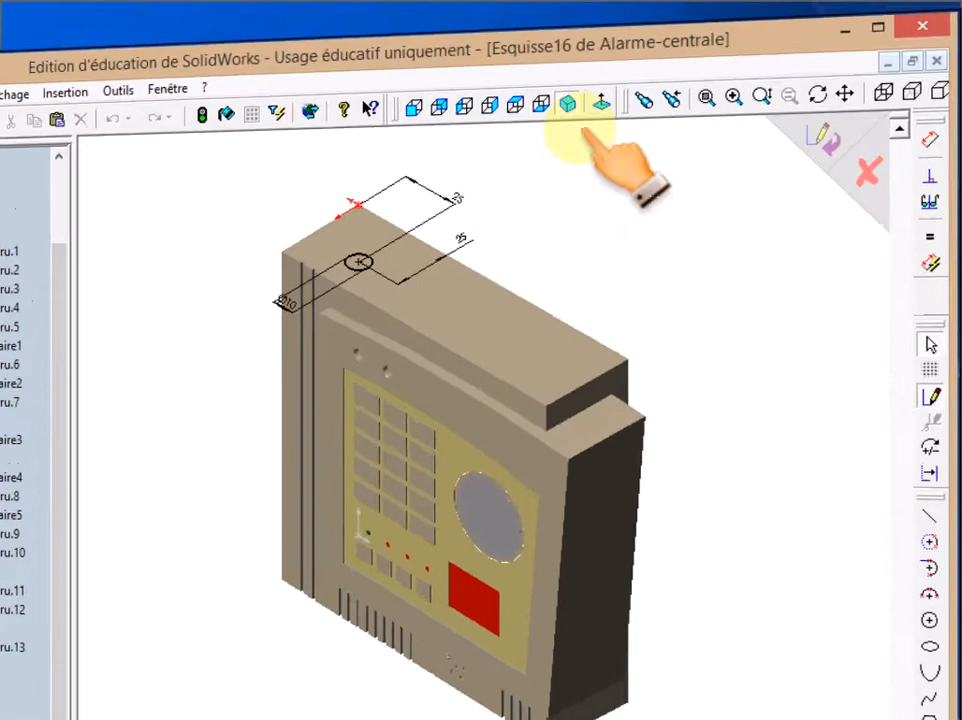 Edition d'éducation de SolidWorks - Usage éducatif uniquement - [Esquisse16 de Alarme-centrale]
chage Insertion Outils Fenêtre ?
25
25
Ø10
ru.1
ru.2
ru.3
ru.4
ru.5
aire1
ru.6
aire2
ru.7
aire3
aire4
ru.8
aire5
ru.9
ru.10
ru.11
ru.12
ru.13